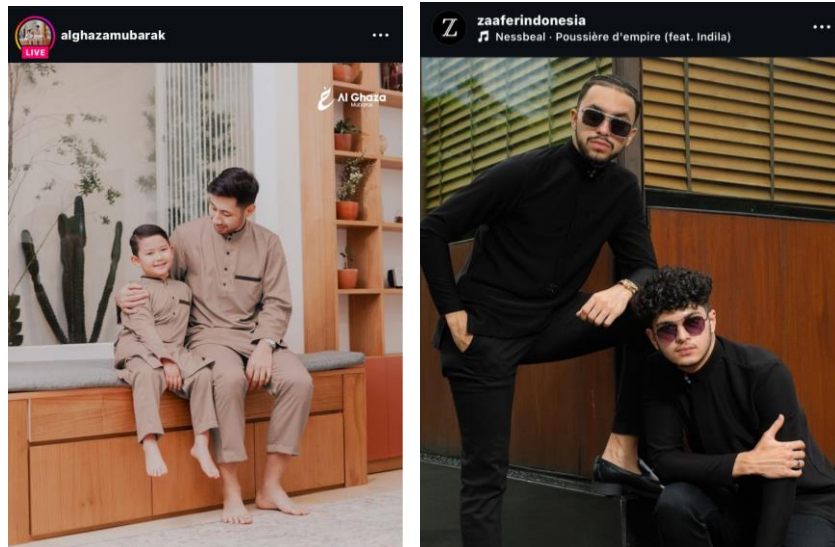 alghazamubarak
LIVE
Al Ghaza
Mubarak
Z
zaaferindonesia
Nessbeal · Poussière d'empire (feat. Indila)